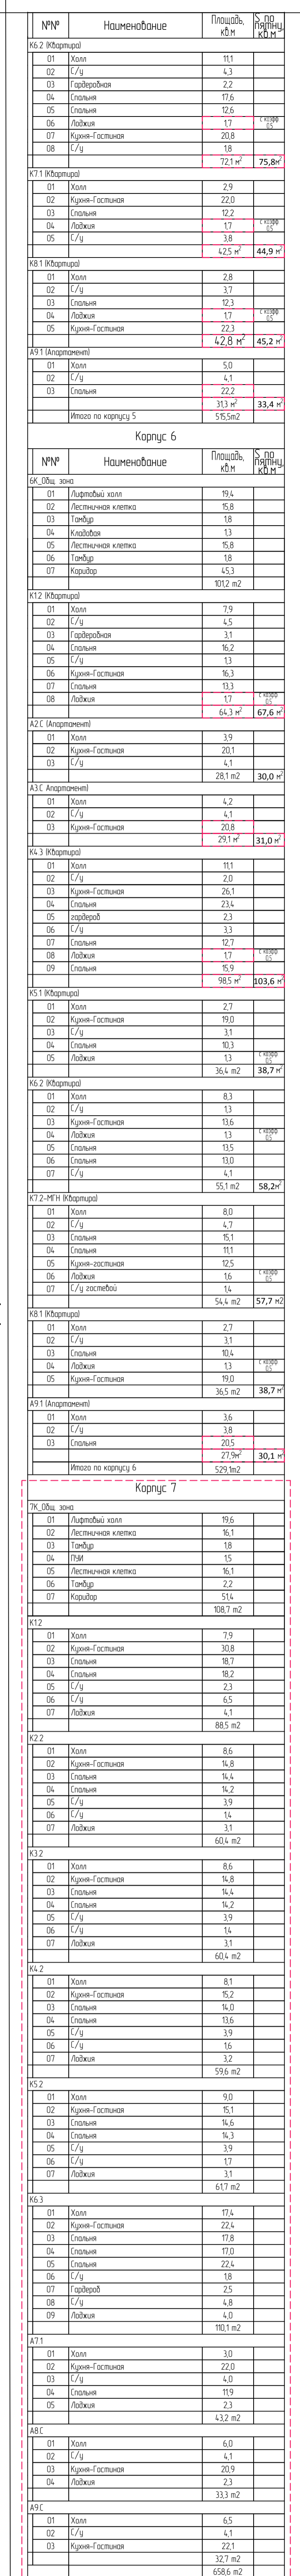 №№ Наименование Площадь, кв.м S по пятну, кв.м
К6.2 (Квартира)
01 Холл 11,1
02 С/у 4,3
03 Гардеробная 2,2
04 Спальня 17,6
05 Спальня 12,6
06 Лоджия 1,7 с коэфф 0.5
07 Кухня-Гостиная 20,8
08 С/у 1,8
72,1 м² 75,8м²
К7.1 (Квартира)
01 Холл 2,9
02 Кухня-Гостиная 22,0
03 Спальня 12,2
04 Лоджия 1,7 с коэфф 0.5
05 С/у 3,8
42,5 м² 44,9 м²
К8.1 (Квартира)
01 Холл 2,8
02 С/у 3,7
03 Спальня 12,3
04 Лоджия 1,7 с коэфф 0.5
05 Кухня-Гостиная 22,3
42,8 м² 45,2 м²
А9.1 (Апартамент)
01 Холл 5,0
02 С/у 4,1
03 Спальня 22,2
31,3 м² 33,4 м²
Итого по корпусу 5 515,5m2
Корпус 6
№№ Наименование Площадь, кв.м S по пятну, кв.м
6К_Общ. зона
01 Лифтовый холл 19,4
02 Лестничная клетка 15,8
03 Тамбур 1,8
04 Кладовая 1,3
05 Лестничная клетка 15,8
06 Тамбур 1,8
07 Коридор 45,3
101,2 m2
К1.2 (Квартира)
01 Холл 7,9
02 С/у 4,5
03 Гардеробная 3,1
04 Спальня 16,2
05 С/у 1,3
06 Кухня-Гостиная 16,3
07 Спальня 13,3
08 Лоджия 1,7 с коэфф 0.5
64,3 м² 67,6 м²
А2.С (Апартамент)
01 Холл 3,9
02 Кухня-Гостиная 20,1
03 С/у 4,1
28,1 m2 30,0 м²
А3.С Апартамент)
01 Холл 4,2
02 С/у 4,1
03 Кухня-Гостиная 20,8
29,1 м² 31,0 м²
К4.3 (Квартира)
01 Холл 11,1
02 С/у 2,0
03 Кухня-Гостиная 26,1
04 Спальня 23,4
05 гардероб 2,3
06 С/у 3,3
07 Спальня 12,7
08 Лоджия 1,7 с коэфф 0.5
09 Спальня 15,9
98,5 м² 103,6 м²
К5.1 (Квартира)
01 Холл 2,7
02 Кухня-Гостиная 19,0
03 С/у 3,1
04 Спальня 10,3
05 Лоджия 1,3 с коэфф 0.5
36,4 m2 38,7 м²
К6.2 (Квартира)
01 Холл 8,3
02 С/у 1,3
03 Кухня-Гостиная 13,6
04 Лоджия 1,3 с коэфф 0.5
05 Спальня 13,5
06 Спальня 13,0
07 С/у 4,1
55,1 m2 58,2м²
К7.2-МГН (Квартира)
01 Холл 8,0
02 С/у 4,7
03 Спальня 15,1
04 Спальня 11,1
05 Кухня-гостиная 12,5
06 Лоджия 1,6 с коэфф 0.5
07 С/у гостевой 1,4
54,4 m2 57,7 м2
К8.1 (Квартира)
01 Холл 2,7
02 С/у 3,1
03 Спальня 10,4
04 Лоджия 1,3 с коэфф 0.5
05 Кухня-Гостиная 19,0
36,5 m2 38,7 м²
А9.1 (Апартамент)
01 Холл 3,6
02 С/у 3,8
03 Спальня 20,5
27,9м² 30,1 м²
Итого по корпусу 6 529,1m2
Корпус 7
7К_Общ. зона
01 Лифтовый холл 19,6
02 Лестничная клетка 16,1
03 Тамбур 1,8
04 ПУИ 1,5
05 Лестничная клетка 16,1
06 Тамбур 2,2
07 Коридор 51,4
108,7 m2
К1.2
01 Холл 7,9
02 Кухня-Гостиная 30,8
03 Спальня 18,7
04 Спальня 18,2
05 С/у 2,3
06 С/у 6,5
07 Лоджия 4,1
88,5 m2
К2.2
01 Холл 8,6
02 Кухня-Гостиная 14,8
03 Спальня 14,4
04 Спальня 14,2
05 С/у 3,9
06 С/у 1,4
07 Лоджия 3,1
60,4 m2
К3.2
01 Холл 8,6
02 Кухня-Гостиная 14,8
03 Спальня 14,4
04 Спальня 14,2
05 С/у 3,9
06 С/у 1,4
07 Лоджия 3,1
60,4 m2
К4.2
01 Холл 8,1
02 Кухня-Гостиная 15,2
03 Спальня 14,0
04 Спальня 13,6
05 С/у 3,9
06 С/у 1,6
07 Лоджия 3,2
59,6 m2
К5.2
01 Холл 9,0
02 Кухня-Гостиная 15,1
03 Спальня 14,6
04 Спальня 14,3
05 С/у 3,9
06 С/у 1,7
07 Лоджия 3,1
61,7 m2
К6.3
01 Холл 17,4
02 Кухня-Гостиная 22,4
03 Спальня 17,8
04 Спальня 17,0
05 Спальня 22,4
06 С/у 1,8
07 Гардероб 2,5
08 С/у 4,8
09 Лоджия 4,0
110,1 m2
А7.1
01 Холл 3,0
02 Кухня-Гостиная 22,0
03 С/у 4,0
04 Спальня 11,9
05 Лоджия 2,3
43,2 m2
А8.С
01 Холл 6,0
02 С/у 4,1
03 Кухня-Гостиная 20,9
04 Лоджия 2,3
33,3 m2
А9.С
01 Холл 6,5
02 С/у 4,1
03 Кухня-Гостиная 22,1
32,7 m2
658,6 m2